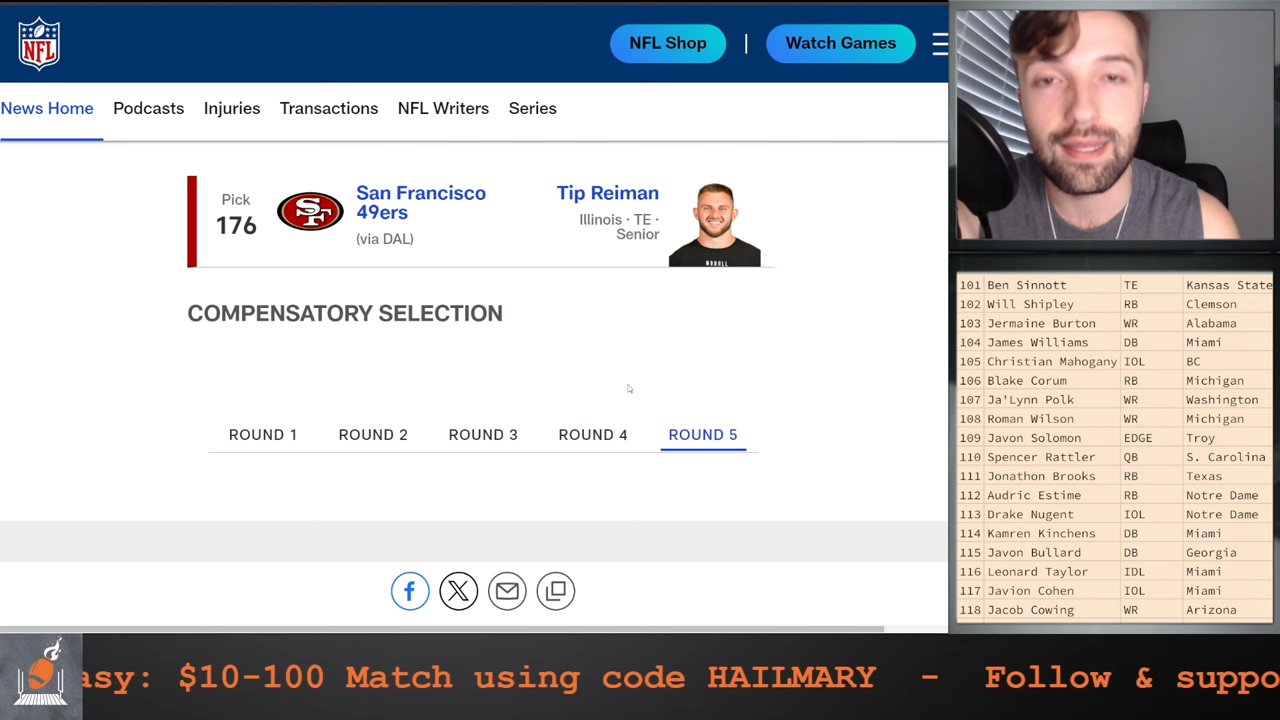 NFL
NFL Shop
Watch Games
News Home
Podcasts
Injuries
Transactions
NFL Writers
Series
Pick
176
SF
San Francisco
49ers
(via DAL)
Tip Reiman
Illinois · TE ·
Senior
NOBULL
COMPENSATORY SELECTION
ROUND 1
ROUND 2
ROUND 3
ROUND 4
ROUND 5
101 Ben Sinnott TE Kansas State
102 Will Shipley RB Clemson
103 Jermaine Burton WR Alabama
104 James Williams DB Miami
105 Christian Mahogany IOL BC
106 Blake Corum RB Michigan
107 Ja'Lynn Polk WR Washington
108 Roman Wilson WR Michigan
109 Javon Solomon EDGE Troy
110 Spencer Rattler QB S. Carolina
111 Jonathon Brooks RB Texas
112 Audric Estime RB Notre Dame
113 Drake Nugent IOL Notre Dame
114 Kamren Kinchens DB Miami
115 Javon Bullard DB Georgia
116 Leonard Taylor IDL Miami
117 Javion Cohen IOL Miami
118 Jacob Cowing WR Arizona
asy: $10-100 Match using code HAILMARY - Follow & suppo